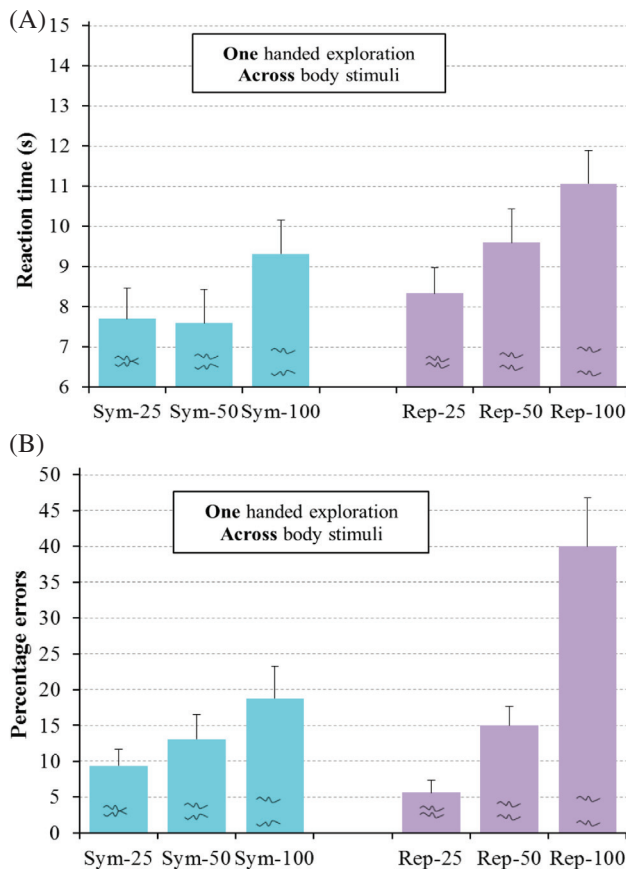 (A)
15
14
13
12
11
10
9
8
7
6
Reaction time (s)
One handed exploration
Across body stimuli
Sym-25 Sym-50 Sym-100 Rep-25 Rep-50 Rep-100
(B)
50
45
40
35
30
25
20
15
10
5
0
Percentage errors
One handed exploration
Across body stimuli
Sym-25 Sym-50 Sym-100 Rep-25 Rep-50 Rep-100